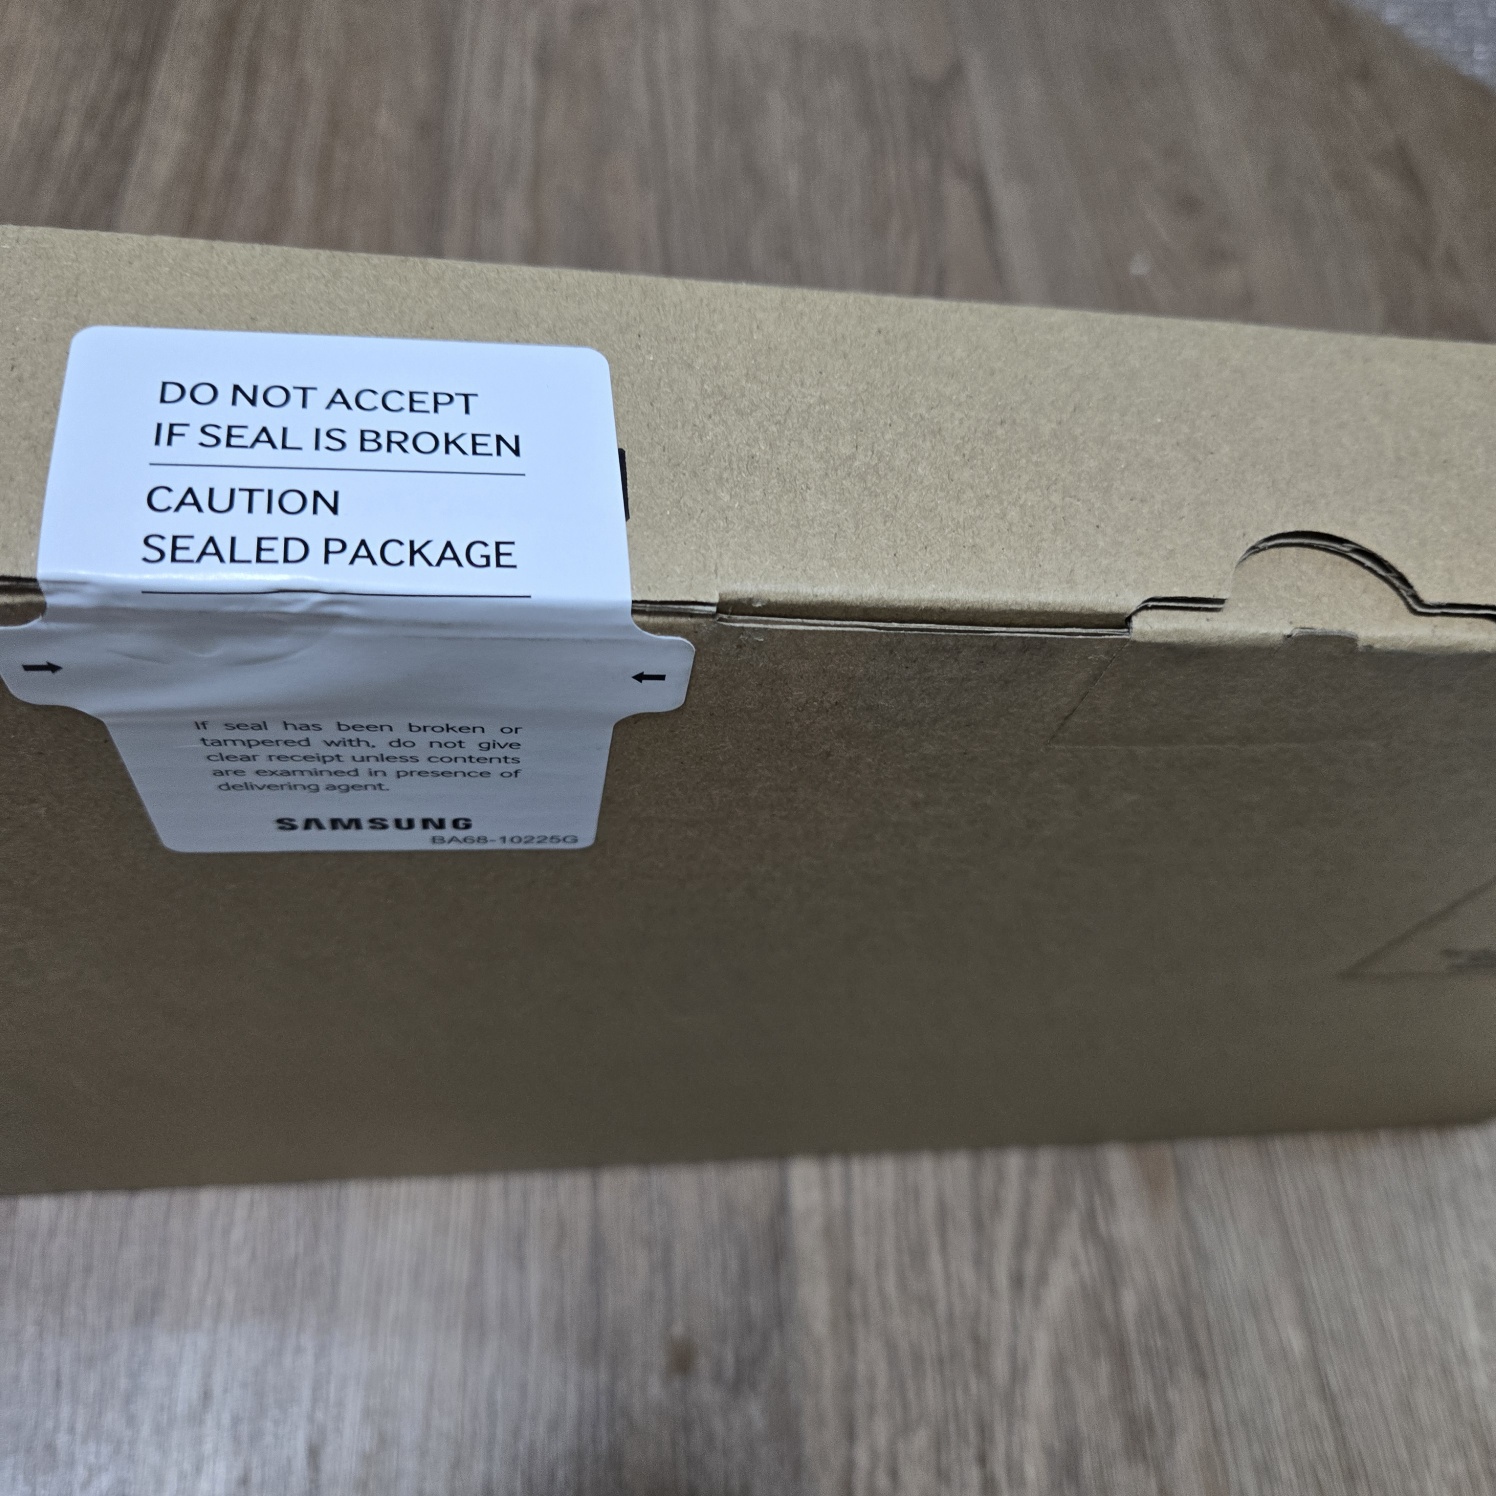 DO NOT ACCEPT
IF SEAL IS BROKEN
CAUTION
SEALED PACKAGE
If seal has been broken or
tampered with, do not give
clear receipt unless contents
are examined in presence of
delivering agent.
SAMSUNG
BA68-10225G